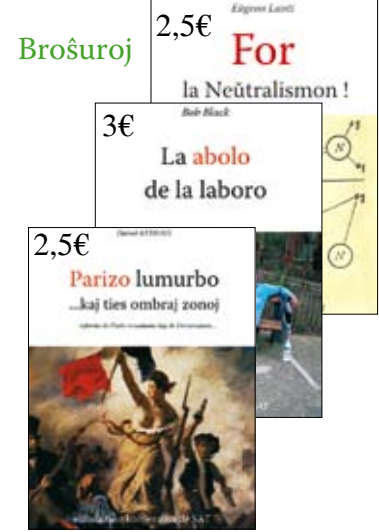 Broŝuroj
2,5€
Eŭgeno Lanti
For
la Neŭtralismon !
3€
Bob Black
La abolo
de la laboro
2,5€
Parizo lumurbo
...kaj ties ombraj zonoj
N
N
SAT